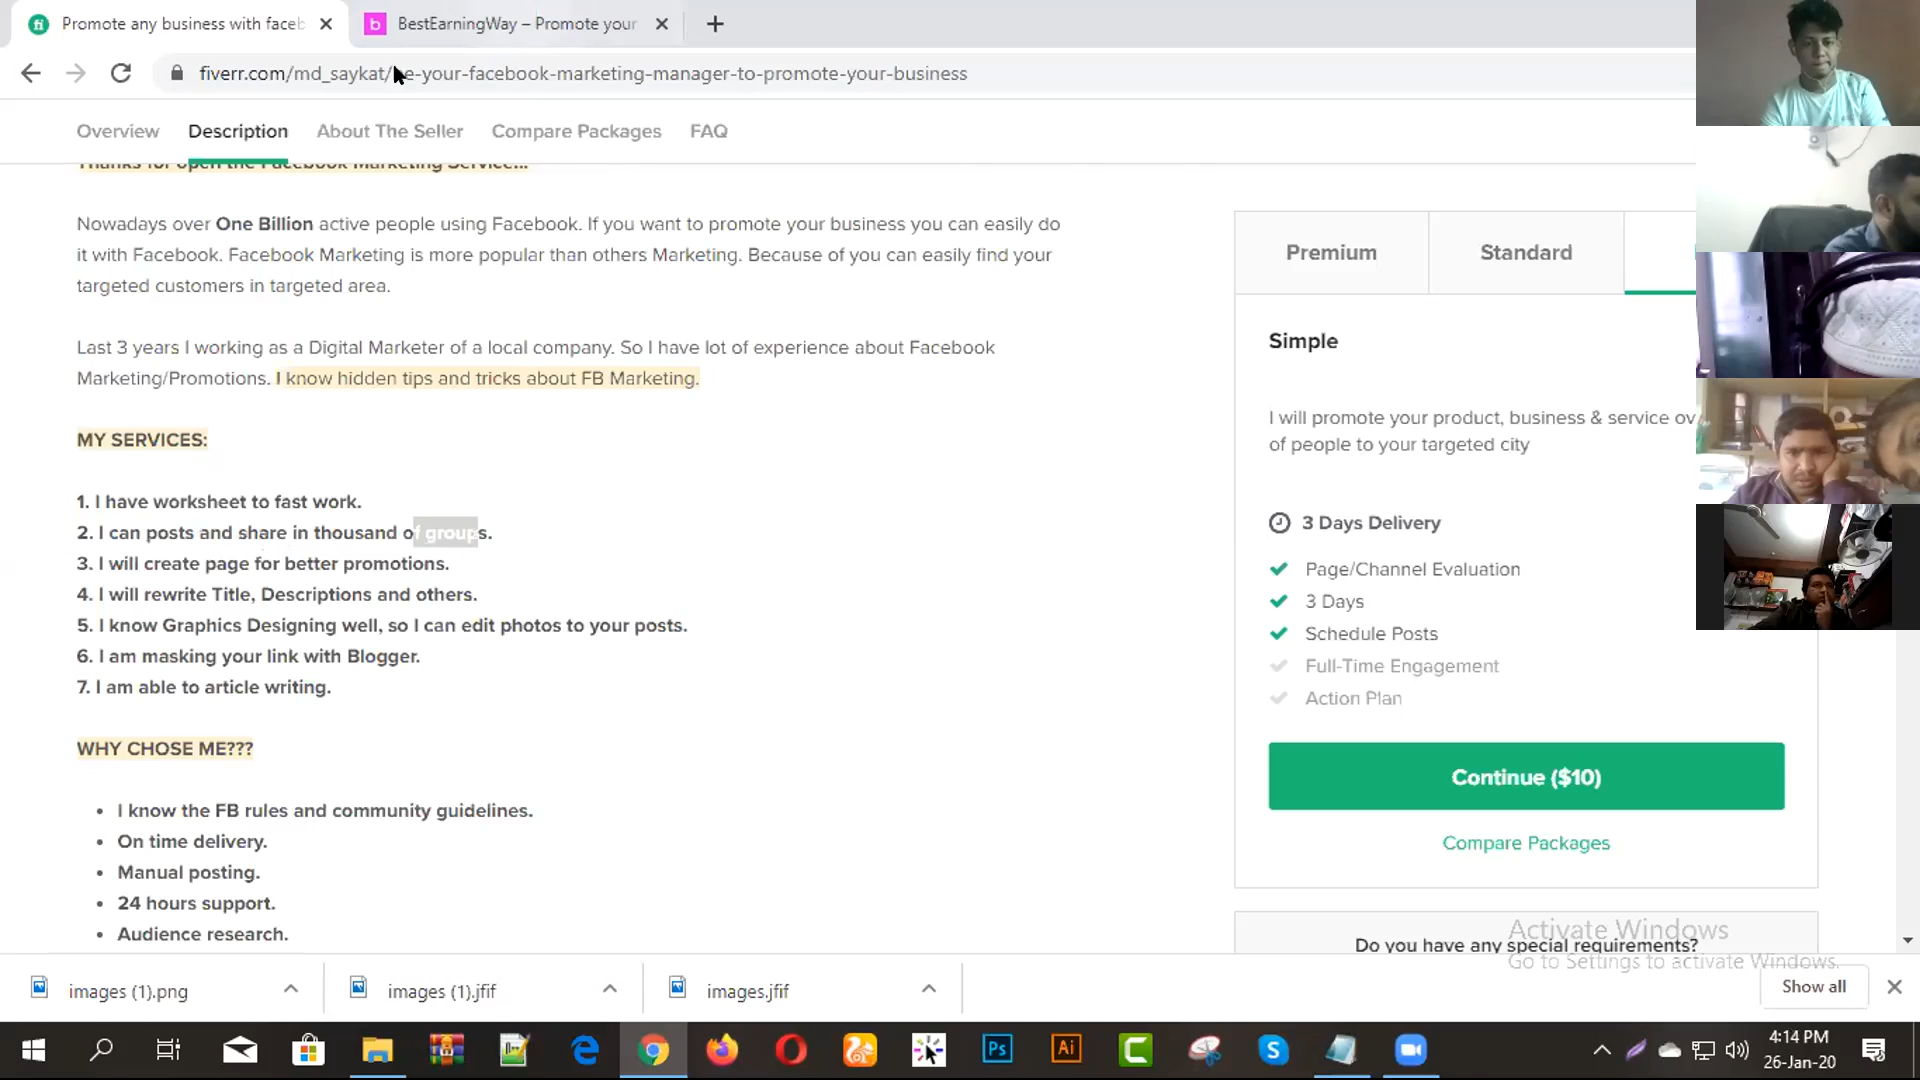 Promote any business with faceb
BestEarningWay – Promote your
fiverr.com/md_saykat/be-your-facebook-marketing-manager-to-promote-your-business
Overview
Description
About The Seller
Compare Packages
FAQ
Thanks for open the Facebook Marketing Service...
Nowadays over One Billion active people using Facebook. If you want to promote your business you can easily do
it with Facebook. Facebook Marketing is more popular than others Marketing. Because of you can easily find your
targeted customers in targeted area.
Last 3 years I working as a Digital Marketer of a local company. So I have lot of experience about Facebook
Marketing/Promotions. I know hidden tips and tricks about FB Marketing.
MY SERVICES:
1. I have worksheet to fast work.
2. I can posts and share in thousand of groups.
3. I will create page for better promotions.
4. I will rewrite Title, Descriptions and others.
5. I know Graphics Designing well, so I can edit photos to your posts.
6. I am masking your link with Blogger.
7. I am able to article writing.
WHY CHOSE ME???
• I know the FB rules and community guidelines.
• On time delivery.
• Manual posting.
• 24 hours support.
• Audience research.
Premium
Standard
Simple
I will promote your product, business & service ov
of people to your targeted city
3 Days Delivery
Page/Channel Evaluation
3 Days
Schedule Posts
Full-Time Engagement
Action Plan
Continue ($10)
Compare Packages
Do you have any special requirements?
Activate Windows
Go to Settings to activate Windows.
images (1).png
images (1).jfif
images.jfif
Show all
Ps
Ai
4:14 PM
26-Jan-20